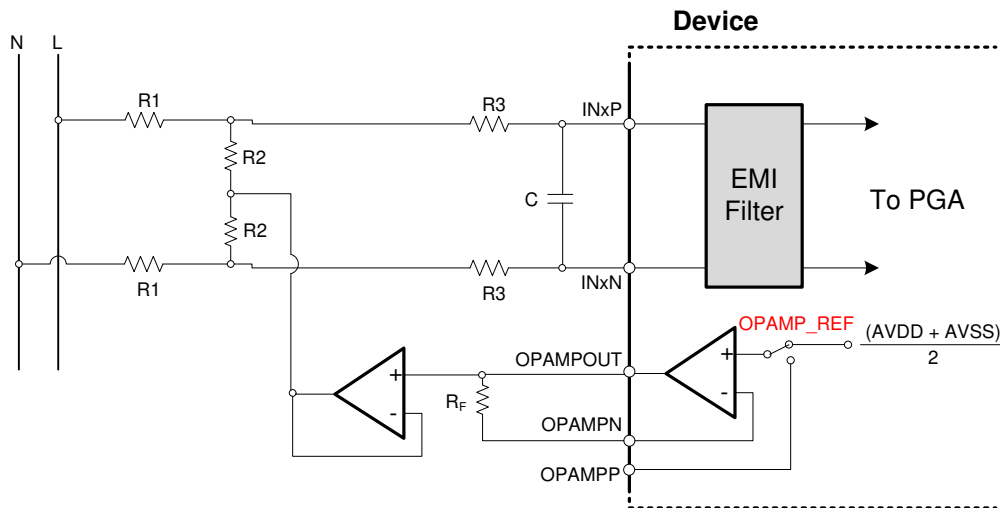 Device
N L
R1
R3
INxP
R2
EMI
Filter
To PGA
C
R2
R1
R3
INxN
OPAMP_REF
(AVDD + AVSS)
2
OPAMPOUT
+
-
RF
+
-
OPAMPN
OPAMPP